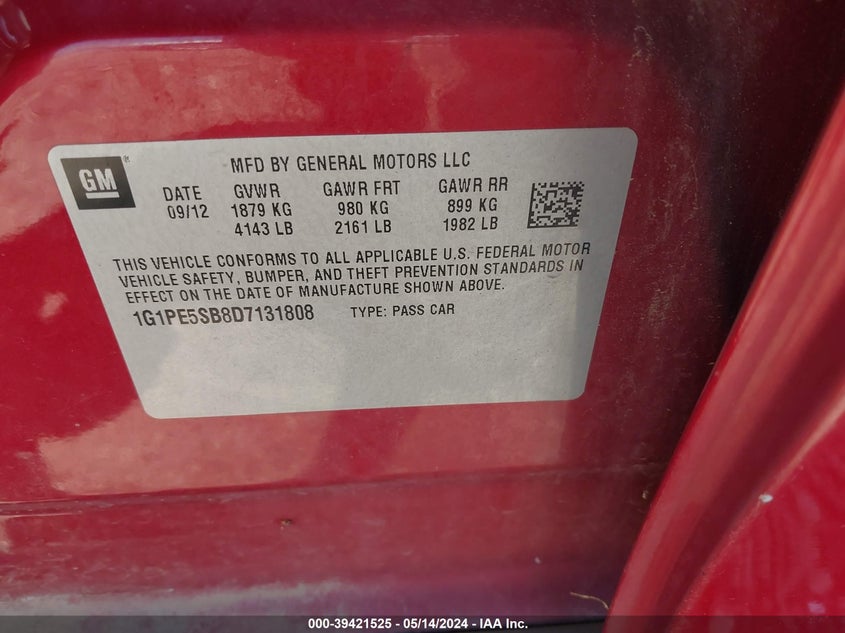 GM
MFD BY GENERAL MOTORS LLC
DATE GVWR GAWR FRT GAWR RR
09/12 1879 KG 980 KG 899 KG
4143 LB 2161 LB 1982 LB
THIS VEHICLE CONFORMS TO ALL APPLICABLE U.S. FEDERAL MOTOR
VEHICLE SAFETY, BUMPER, AND THEFT PREVENTION STANDARDS IN
EFFECT ON THE DATE OF MANUFACTURE SHOWN ABOVE.
1G1PE5SB8D7131808 TYPE: PASS CAR
000-39421525 - 05/14/2024 - IAA Inc.